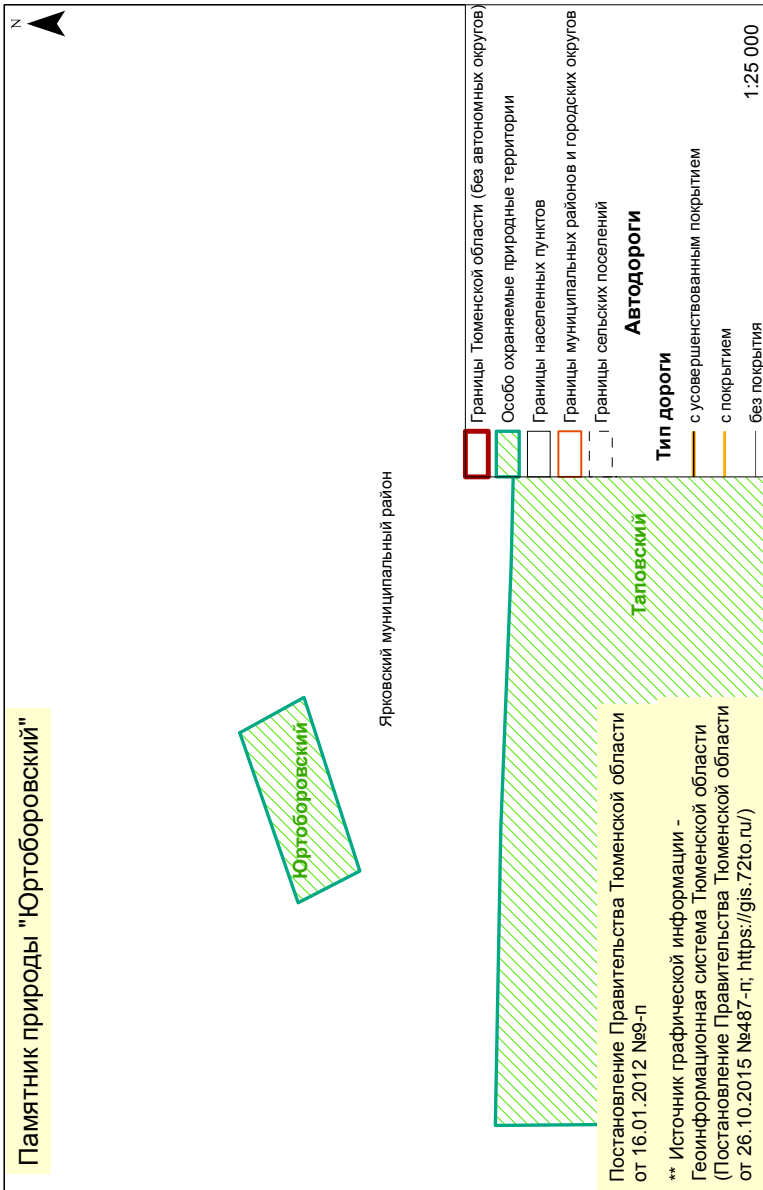 Памятник природы "Юртоборовский"
N
Юртоборовский
Ярковский муниципальный район
Таповский
Границы Тюменской области (без автономных округов)
Особо охраняемые природные территории
Границы населенных пунктов
Границы муниципальных районов и городских округов
Границы сельских поселений
Автодороги
Тип дороги
с усовершенствованным покрытием
с покрытием
без покрытия
1:25 000
Постановление Правительства Тюменской области
от 16.01.2012 №9-п
** Источник графической информации -
Геоинформационная система Тюменской области
(Постановление Правительства Тюменской области
от 26.10.2015 №487-п; https://gis.72to.ru/)